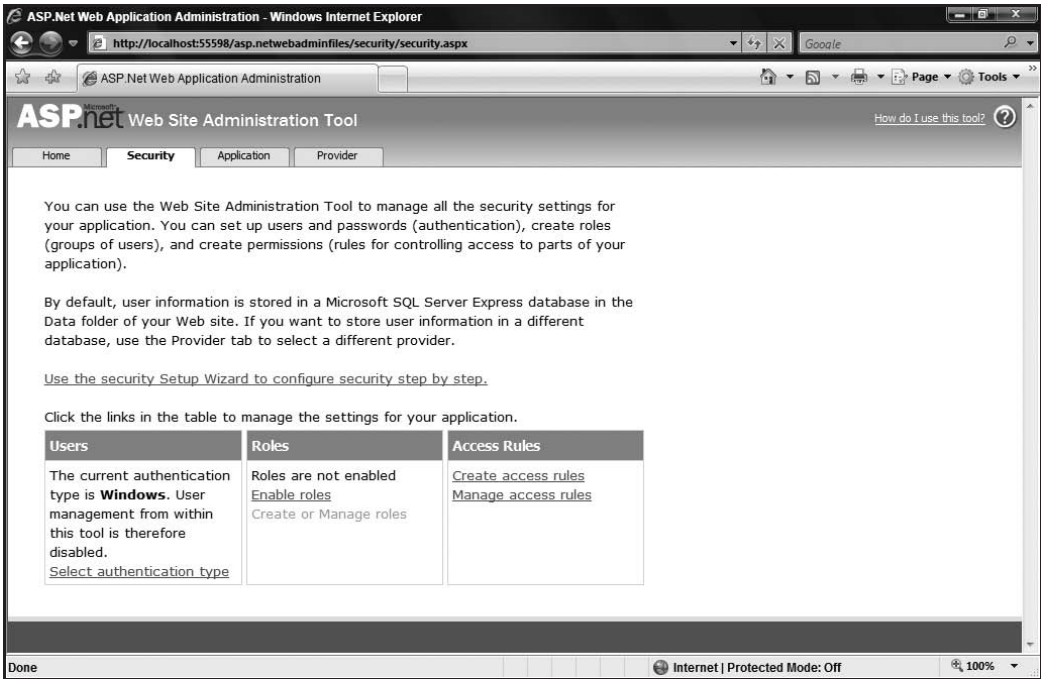 ASP.Net Web Application Administration - Windows Internet Explorer
http://localhost:55598/asp.netwebadminfiles/security/security.aspx
Google
ASP.Net Web Application Administration
Page
Tools
Microsoft
ASP.net Web Site Administration Tool
How do I use this tool? ?
Home Security Application Provider
You can use the Web Site Administration Tool to manage all the security settings for
your application. You can set up users and passwords (authentication), create roles
(groups of users), and create permissions (rules for controlling access to parts of your
application).
By default, user information is stored in a Microsoft SQL Server Express database in the
Data folder of your Web site. If you want to store user information in a different
database, use the Provider tab to select a different provider.
Use the security Setup Wizard to configure security step by step.
Click the links in the table to manage the settings for your application.
Users
The current authentication
type is Windows. User
management from within
this tool is therefore
disabled.
Select authentication type
Roles
Roles are not enabled
Enable roles
Create or Manage roles
Access Rules
Create access rules
Manage access rules
Done
Internet | Protected Mode: Off
100%